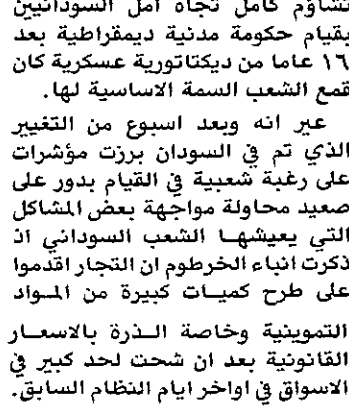 تشاؤم كامل تجاه امل السودانيين
بقيام حكومة مدنية ديمقراطية بعد
١٦ عاما من ديكتاتورية عسكرية كان
قمع الشعب السمة الاساسية لها.
عير انه وبعد اسبوع من التغيير
الذي تم في السودان برزت مؤشرات
على رغبة شعبية في القيام بدور على
صعيد محاولة مواجهة بعض المشاكل
التي يعيشها الشعب السوداني اذ
ذكرت انباء الخرطوم ان التجار اقدموا
على طرح كميات كبيرة من المواد
التموينية وخاصة الذرة بالاسعار
القانونية بعد ان شحت لحد كبير في
الاسواق في اواخر ايام النظام السابق.